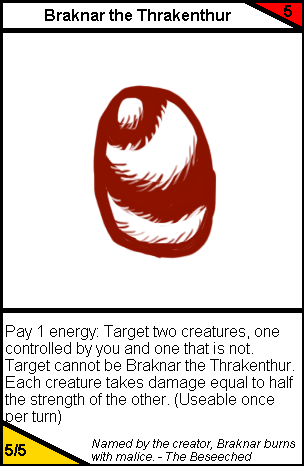 Braknar the Thrakenthur
5
Pay 1 energy: Target two creatures, one
controlled by you and one that is not.
Target cannot be Braknar the Thrakenthur.
Each creature takes damage equal to half
the strength of the other. (Useable once
per turn)
5/5
Named by the creator, Braknar burns
with malice. - The Beseeched